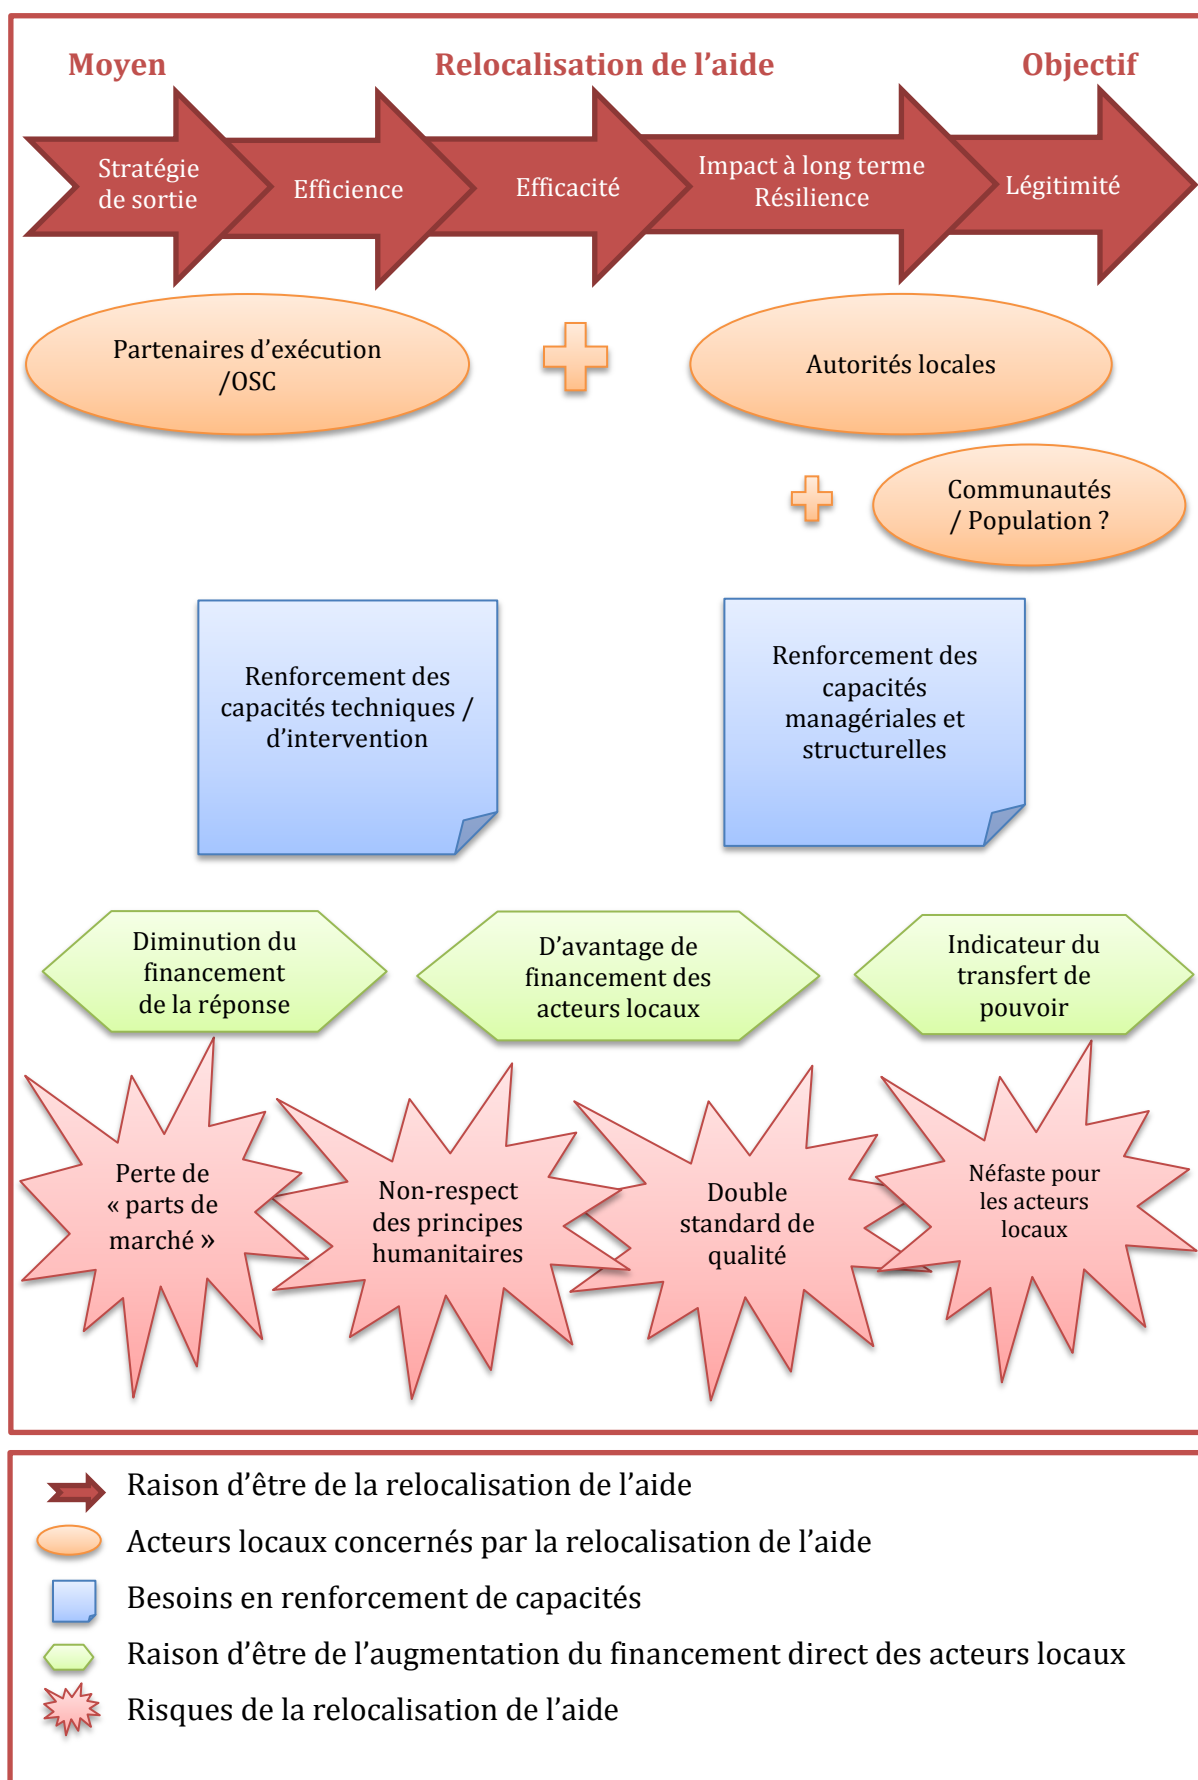 Moyen
Relocalisation de l’aide
Objectif
Stratégie
de sortie
Efficience
Efficacité
Impact à long terme
Résilience
Légitimité
Partenaires d’exécution
/OSC
Autorités locales
Communautés
/ Population ?
Renforcement des
capacités techniques /
d’intervention
Renforcement des
capacités
managériales et
structurelles
Diminution du
financement
de la réponse
D’avantage de
financement des
acteurs locaux
Indicateur du
transfert de
pouvoir
Perte de
« parts de
marché »
Non-respect
des principes
humanitaires
Double
standard de
qualité
Néfaste pour
les acteurs
locaux
Raison d’être de la relocalisation de l’aide
Acteurs locaux concernés par la relocalisation de l’aide
Besoins en renforcement de capacités
Raison d’être de l’augmentation du financement direct des acteurs locaux
Risques de la relocalisation de l’aide